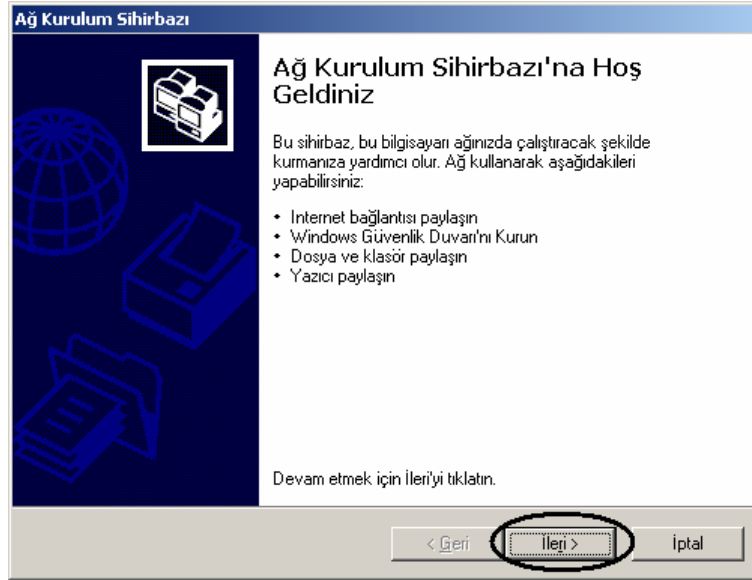 Ağ Kurulum Sihirbazı
Ağ Kurulum Sihirbazı'na Hoş
Geldiniz
Bu sihirbaz, bu bilgisayarı ağınızda çalıştıracak şekilde
kurmanıza yardımcı olur. Ağ kullanarak aşağıdakileri
yapabilirsiniz:
• Internet bağlantısı paylaşın
• Windows Güvenlik Duvarı'nı Kurun
• Dosya ve klasör paylaşın
• Yazıcı paylaşın
Devam etmek için İleri'yi tıklatın.
< Geri
İleri >
İptal